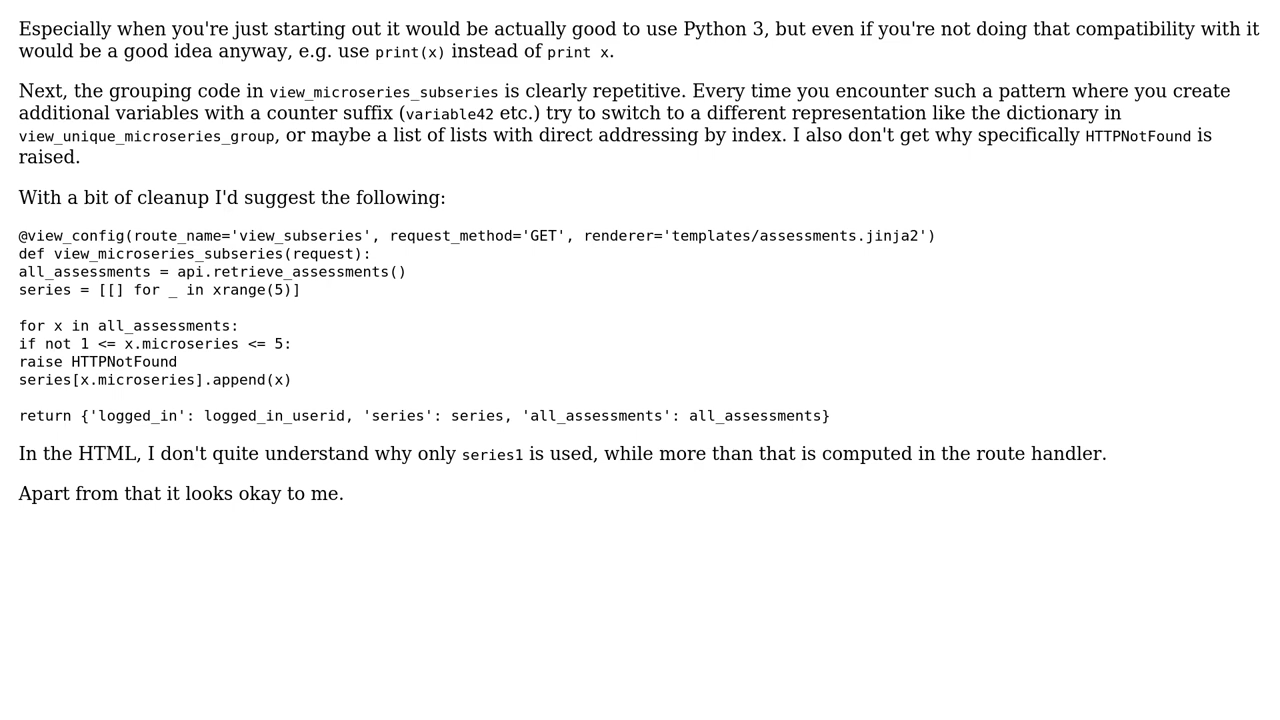 Especially when you're just starting out it would be actually good to use Python 3, but even if you're not doing that compatibility with it
would be a good idea anyway, e.g. use print(x) instead of print x.
Next, the grouping code in view_microseries_subseries is clearly repetitive. Every time you encounter such a pattern where you create
additional variables with a counter suffix (variable42 etc.) try to switch to a different representation like the dictionary in
view_unique_microseries_group, or maybe a list of lists with direct addressing by index. I also don't get why specifically HTTPNotFound is
raised.
With a bit of cleanup I'd suggest the following:
@view_config(route_name='view_subseries', request_method='GET', renderer='templates/assessments.jinja2')
def view_microseries_subseries(request):
all_assessments = api.retrieve_assessments()
series = [[] for _ in xrange(5)]
for x in all_assessments:
if not 1 <= x.microseries <= 5:
raise HTTPNotFound
series[x.microseries].append(x)
return {'logged_in': logged_in_userid, 'series': series, 'all_assessments': all_assessments}
In the HTML, I don't quite understand why only series1 is used, while more than that is computed in the route handler.
Apart from that it looks okay to me.